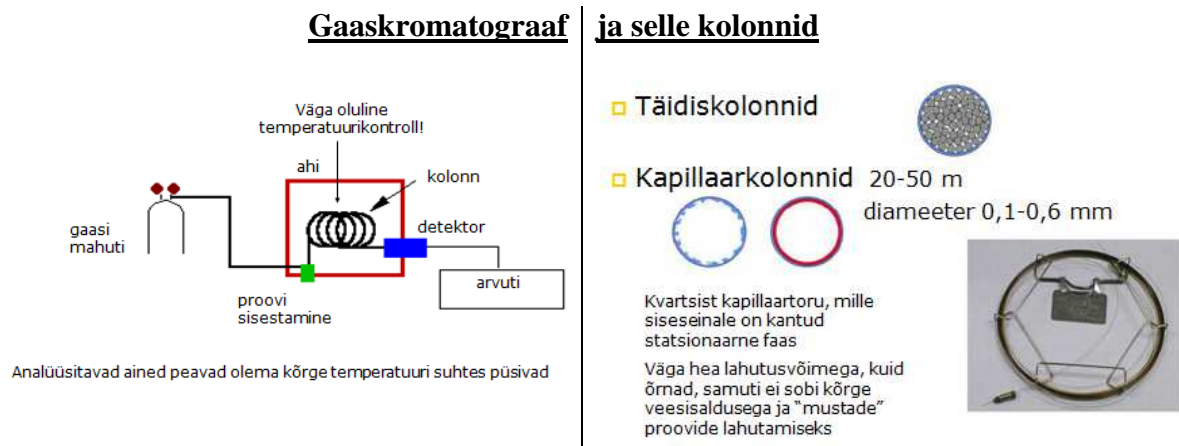 Gaaskromatograaf ja selle kolonnid
Väga oluline
temperatuurikontroll!
ahi
kolonn
gaasi
mahuti
detektor
arvuti
proovi
sisestamine
Analüüsitavad ained peavad olema kõrge temperatuuri suhtes püsivad
Täidiskolonnid
Kapillaarkolonnid 20-50 m
diameeter 0,1-0,6 mm
Kvartsist kapillaartoru, mille
siseseinale on kantud
statsionaarne faas
Väga hea lahutusvõimega, kuid
õrnad, samuti ei sobi kõrge
veesisaldusega ja "mustade"
proovide lahutamiseks